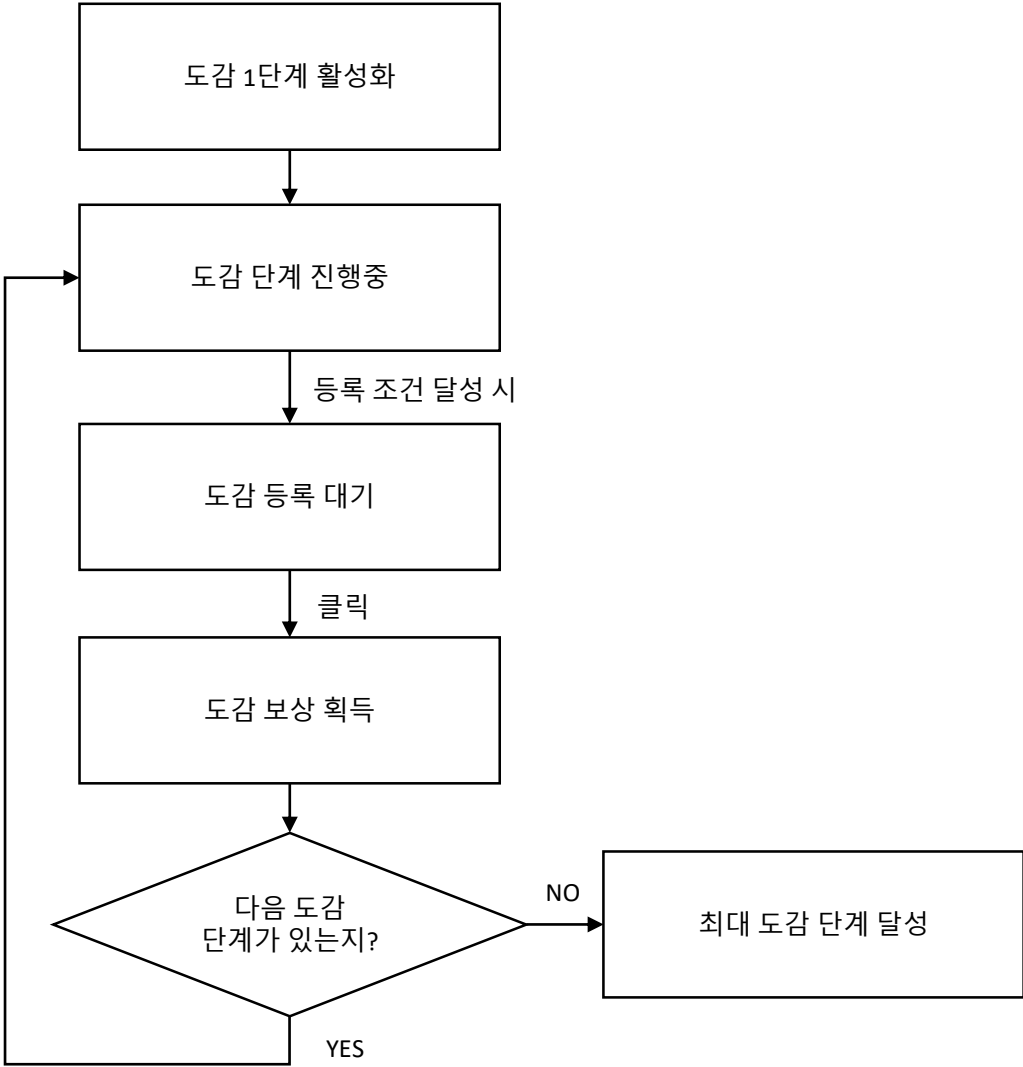 도감 1단계 활성화
도감 단계 진행중
등록 조건 달성 시
도감 등록 대기
클릭
도감 보상 획득
다음 도감
단계가 있는지?
NO
최대 도감 단계 달성
YES